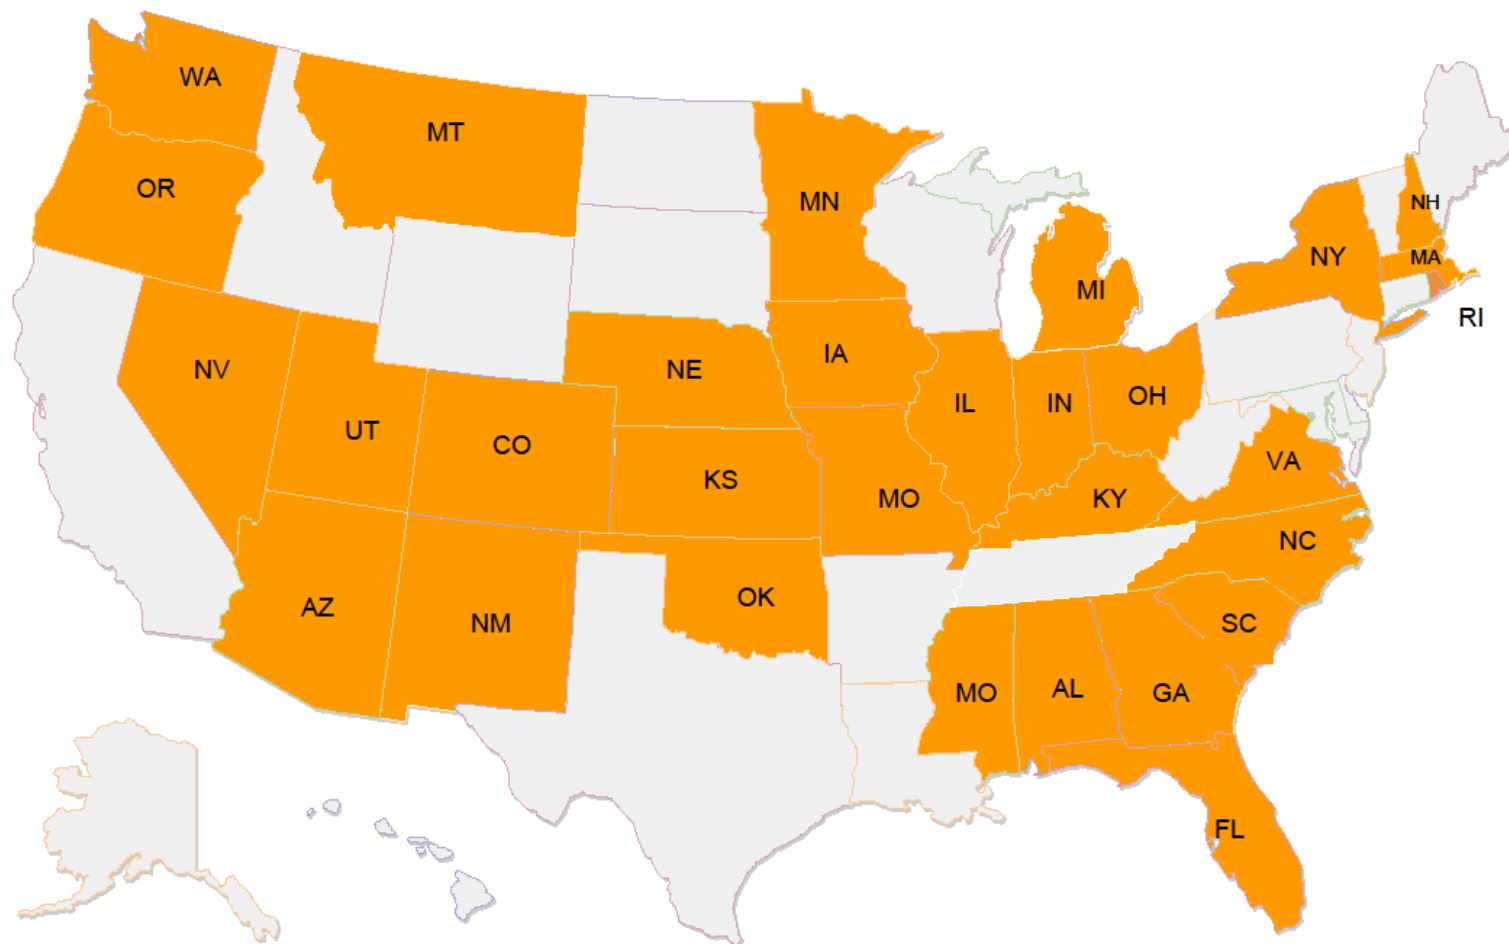 WA
MT
OR
MN
NH
NY
MA
MI
RI
IA
NV
NE
OH
IL
IN
UT
CO
VA
KS
MO
KY
NC
OK
AZ
NM
SC
MO
AL
GA
FL